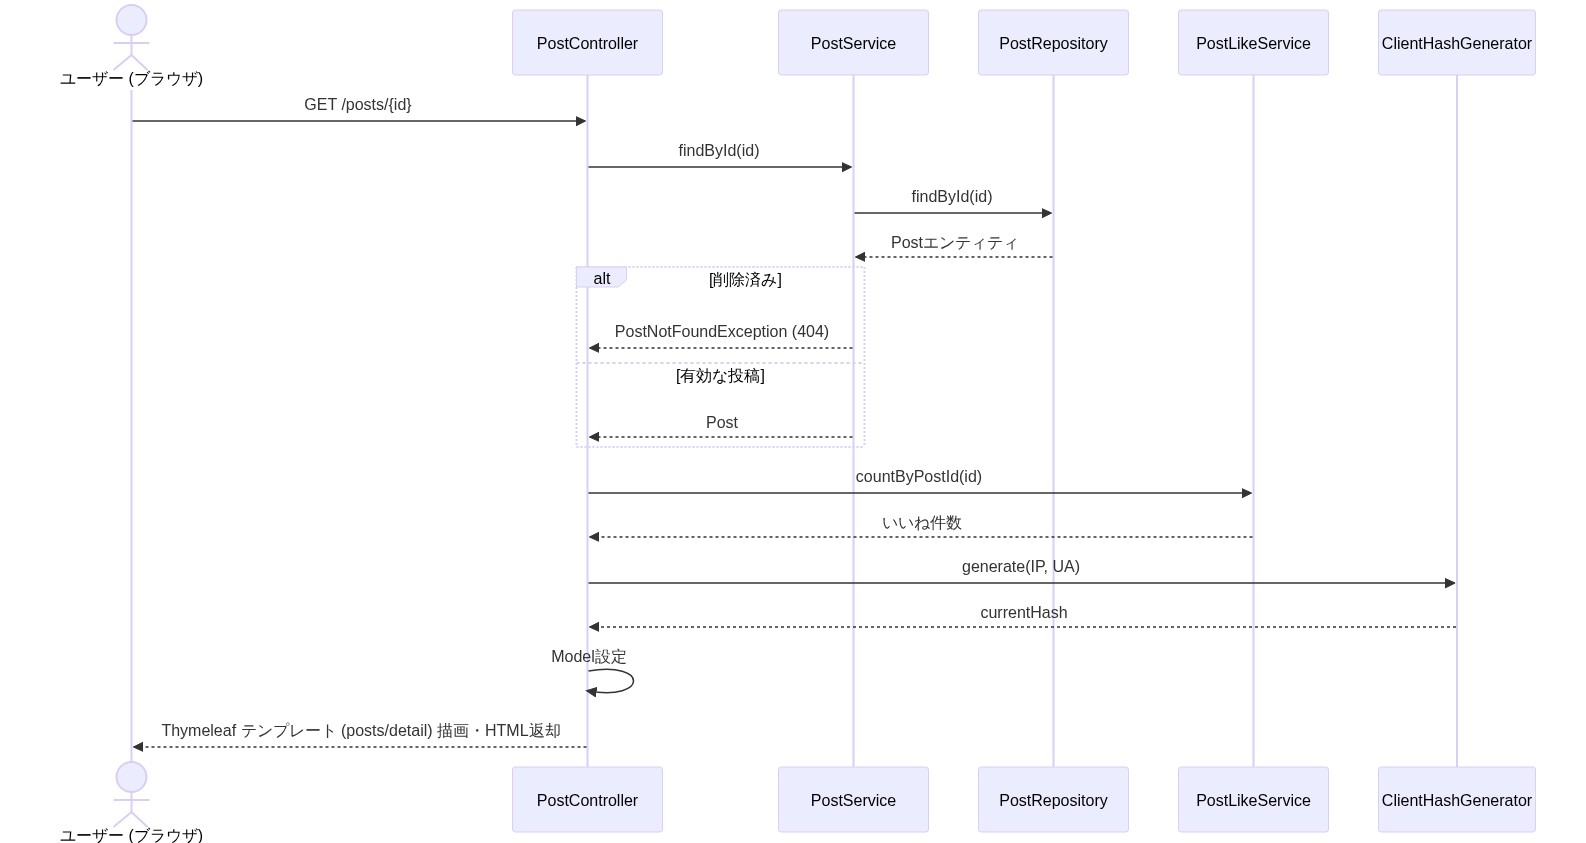 ユーザー (ブラウザ)
PostController
PostService
PostRepository
PostLikeService
ClientHashGenerator
GET /posts/{id}
findById(id)
findById(id)
Postエンティティ
alt
[削除済み]
PostNotFoundException (404)
[有効な投稿]
Post
countByPostId(id)
いいね件数
generate(IP, UA)
currentHash
Model設定
Thymeleaf テンプレート (posts/detail) 描画・HTML返却
ユーザー (ブラウザ)
PostController
PostService
PostRepository
PostLikeService
ClientHashGenerator